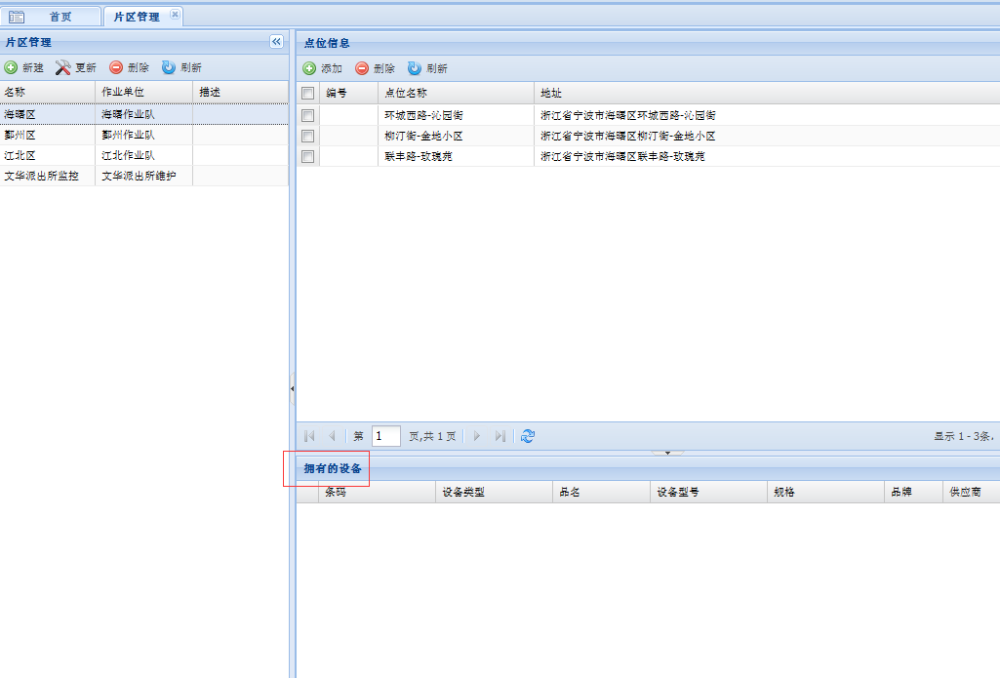 首页 片区管理
片区管理
新建 更新 删除 刷新
名称 作业单位 描述
海曙区 海曙作业队
鄞州区 鄞州作业队
江北区 江北作业队
文华派出所监控 文华派出所维护
点位信息
添加 删除 刷新
编号 点位名称 地址
环城西路-沁园街 浙江省宁波市海曙区环城西路-沁园街
柳汀街-金地小区 浙江省宁波市海曙区柳汀街-金地小区
联丰路-玫瑰苑 浙江省宁波市海曙区联丰路-玫瑰苑
第 1 页,共 1 页 显示 1 - 3条,
拥有的设备
条码 设备类型 品名 设备型号 规格 品牌 供应商